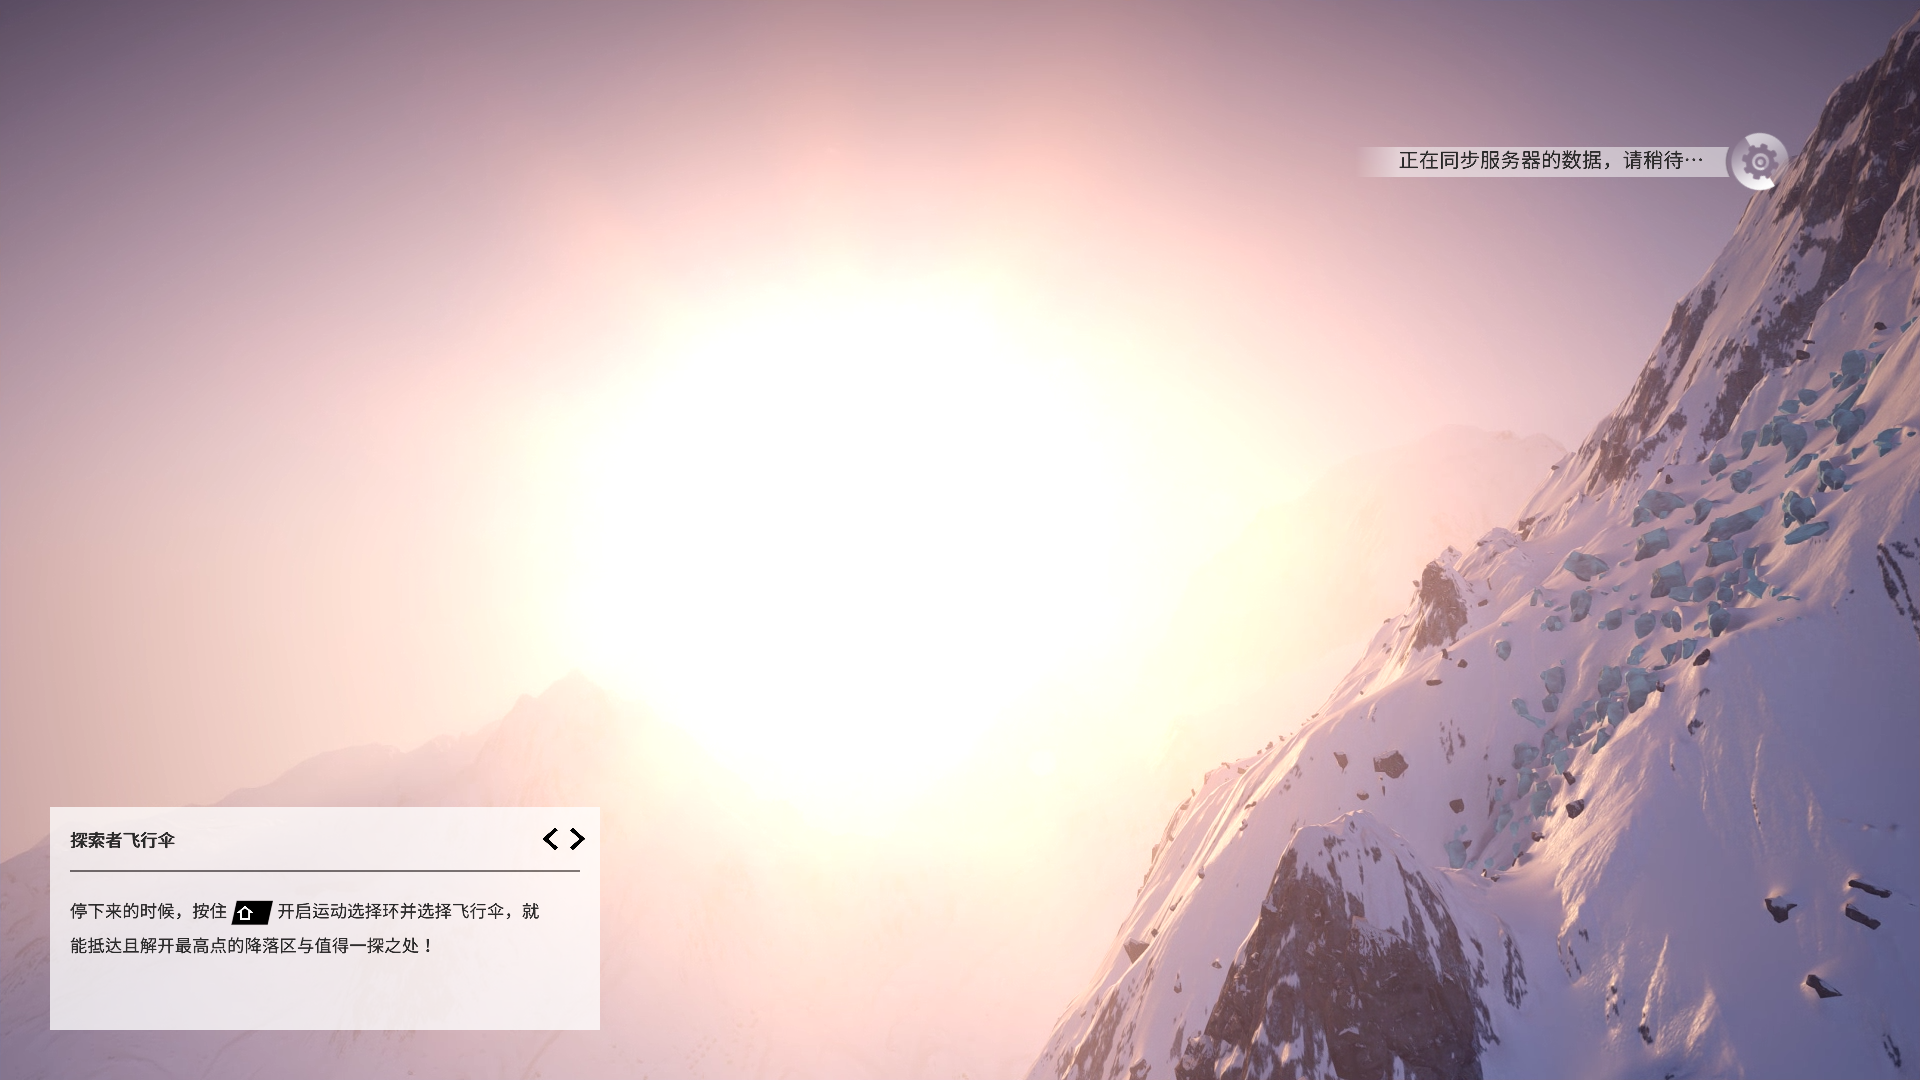 正在同步服务器的数据，请稍待…
探索者飞行伞
停下来的时候，按住 开启运动选择环并选择飞行伞，就
能抵达且解开最高点的降落区与值得一探之处！